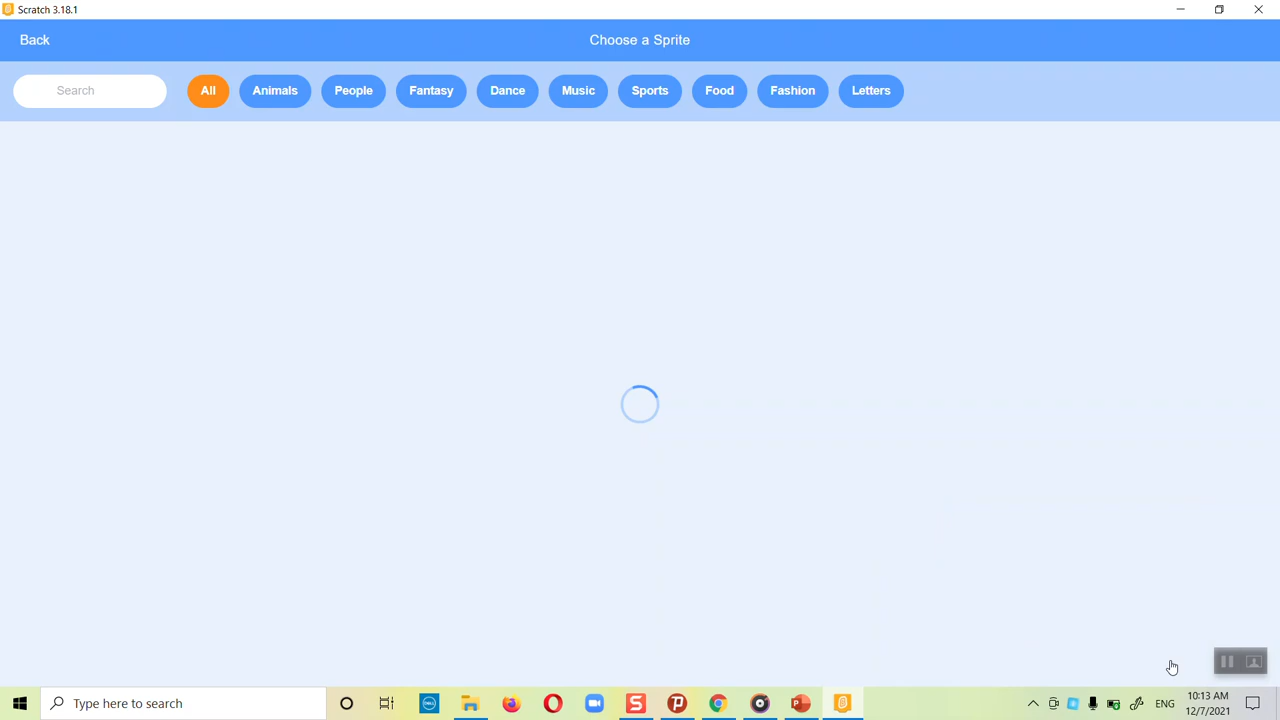 Scratch 3.18.1
Back
Choose a Sprite
Search
All
Animals
People
Fantasy
Dance
Music
Sports
Food
Fashion
Letters
Type here to search
DELL
ENG
10:13 AM
12/7/2021